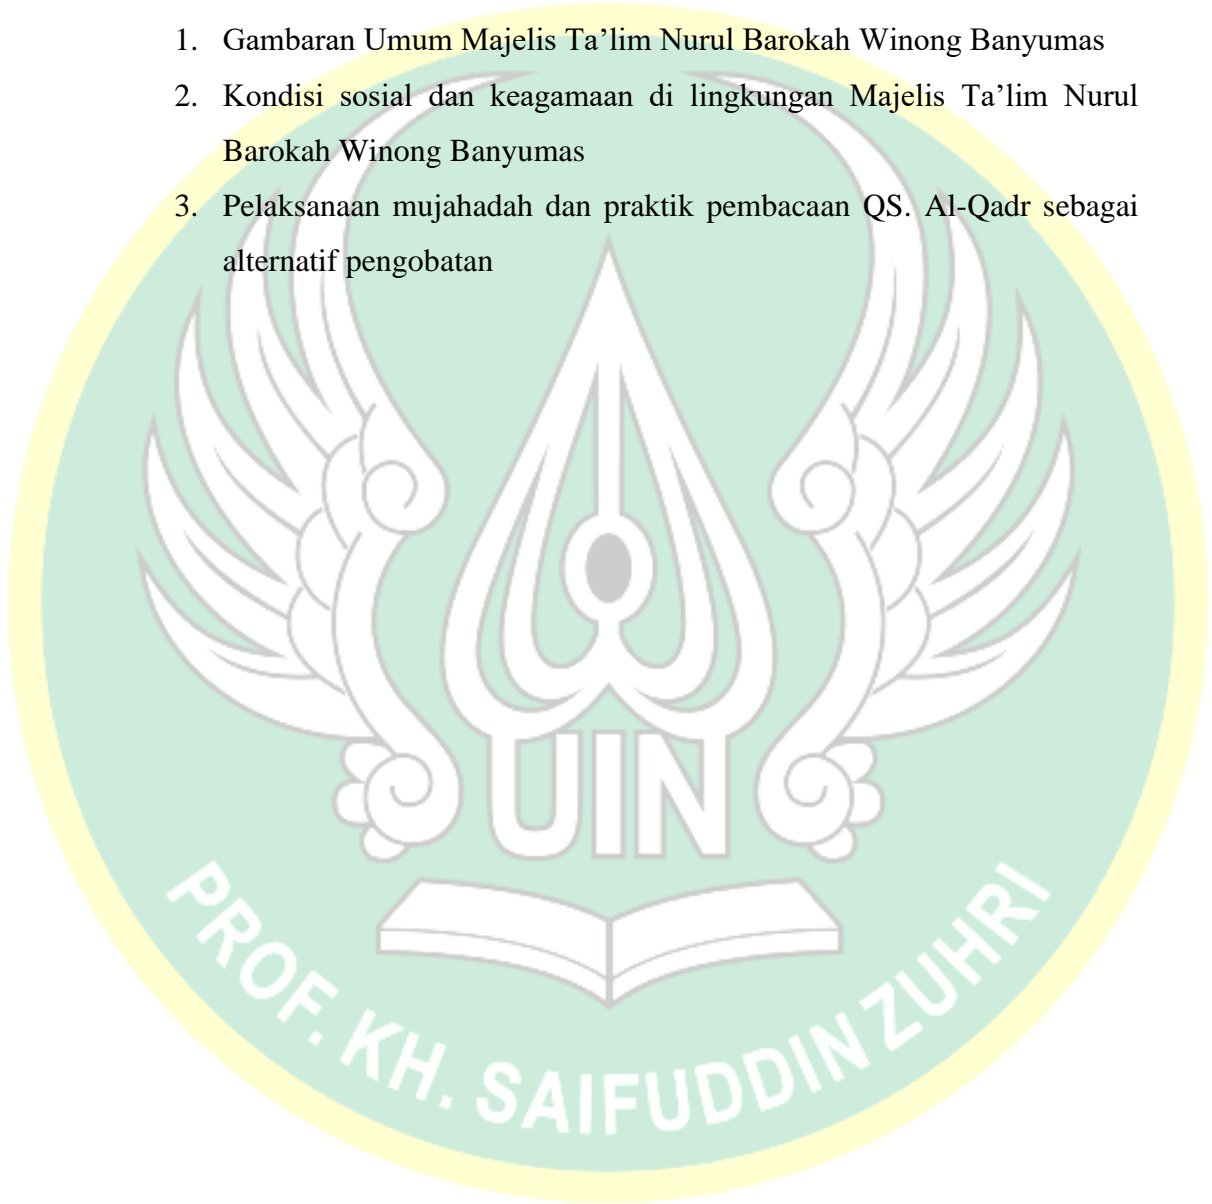 1. Gambaran Umum Majelis Ta’lim Nurul Barokah Winong Banyumas
2. Kondisi sosial dan keagamaan di lingkungan Majelis Ta’lim Nurul
Barokah Winong Banyumas
3. Pelaksanaan mujahadah dan praktik pembacaan QS. Al-Qadr sebagai
alternatif pengobatan
UIN
PROF. KH. SAIFUDDIN ZUHRI